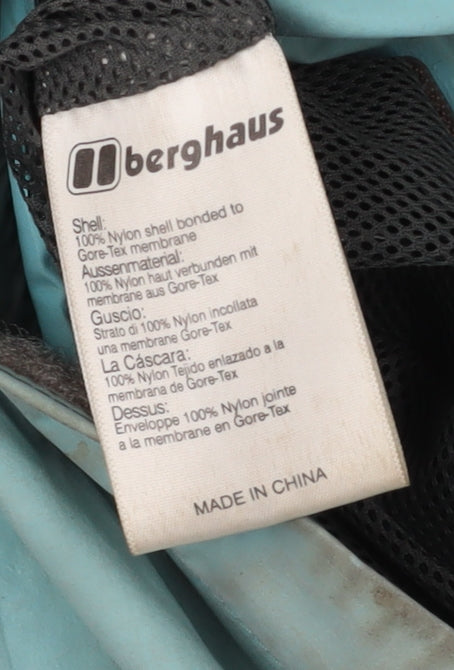 berghaus
Shell:
100% Nylon shell bonded to
Gore-Tex membrane
Aussenmaterial:
100% Nylon haut verbunden mit
membrane aus Gore-Tex
Guscio:
Strato di 100% Nylon incollata
una membrane Gore-Tex
La Cáscara:
100% Nylon Tejido enlazado a la
membrana de Gore-Tex
Dessus:
Enveloppe 100% Nylon jointe
a la membrane en Gore-Tex
MADE IN CHINA